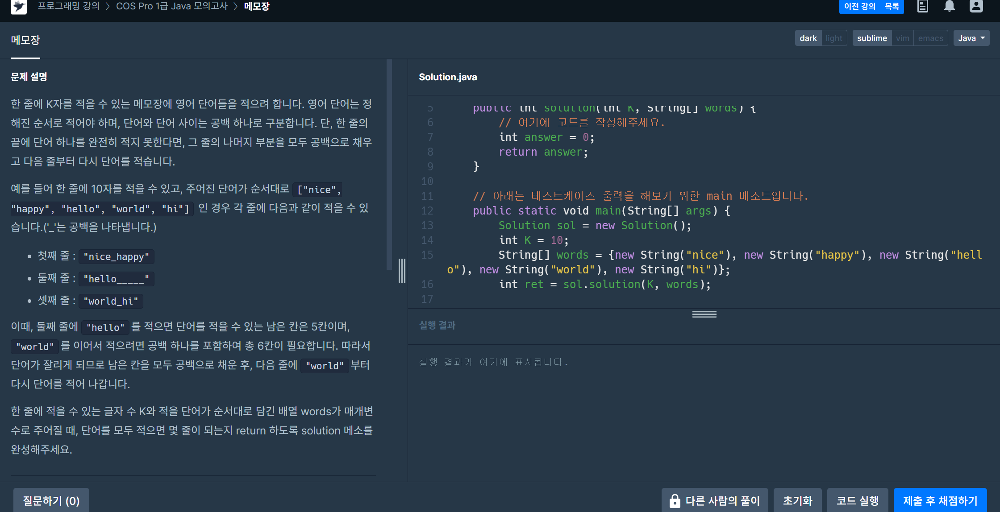 프로그래밍 강의 > COS Pro 1급 Java 모의고사 > 메모장
이전 강의 목록
메모장
dark light sublime vim emacs Java
문제 설명
한 줄에 K자를 적을 수 있는 메모장에 영어 단어들을 적으려 합니다. 영어 단어는 정
해진 순서로 적어야 하며, 단어와 단어 사이는 공백 하나로 구분합니다. 단, 한 줄의
끝에 단어 하나를 완전히 적지 못한다면, 그 줄의 나머지 부분을 모두 공백으로 채우
고 다음 줄부터 다시 단어를 적습니다.
예를 들어 한 줄에 10자를 적을 수 있고, 주어진 단어가 순서대로 ["nice",
"happy", "hello", "world", "hi"] 인 경우 각 줄에 다음과 같이 적을 수 있
습니다.('_'는 공백을 나타냅니다.)
• 첫째 줄 : "nice_happy"
• 둘째 줄 : "hello_____"
• 셋째 줄 : "world_hi"
이때, 둘째 줄에 "hello" 를 적으면 단어를 적을 수 있는 남은 칸은 5칸이며,
"world" 를 이어서 적으려면 공백 하나를 포함하여 총 6칸이 필요합니다. 따라서
단어가 잘리게 되므로 남은 칸을 모두 공백으로 채운 후, 다음 줄에 "world" 부터
다시 단어를 적어 나갑니다.
한 줄에 적을 수 있는 글자 수 K와 적을 단어가 순서대로 담긴 배열 words가 매개변
수로 주어질 때, 단어를 모두 적으면 몇 줄이 되는지 return 하도록 solution 메소를
완성해주세요.
Solution.java
5 public int solution(int K, String[] words) {
6 // 여기에 코드를 작성해주세요.
7 int answer = 0;
8 return answer;
9 }
10
11 // 아래는 테스트케이스 출력을 해보기 위한 main 메소드입니다.
12 public static void main(String[] args) {
13 Solution sol = new Solution();
14 int K = 10;
15 String[] words = {new String("nice"), new String("happy"), new String("hell
o"), new String("world"), new String("hi")};
16 int ret = sol.solution(K, words);
17
실행 결과
실행 결과가 여기에 표시됩니다.
질문하기 (0)
다른 사람의 풀이 초기화 코드 실행 제출 후 채점하기